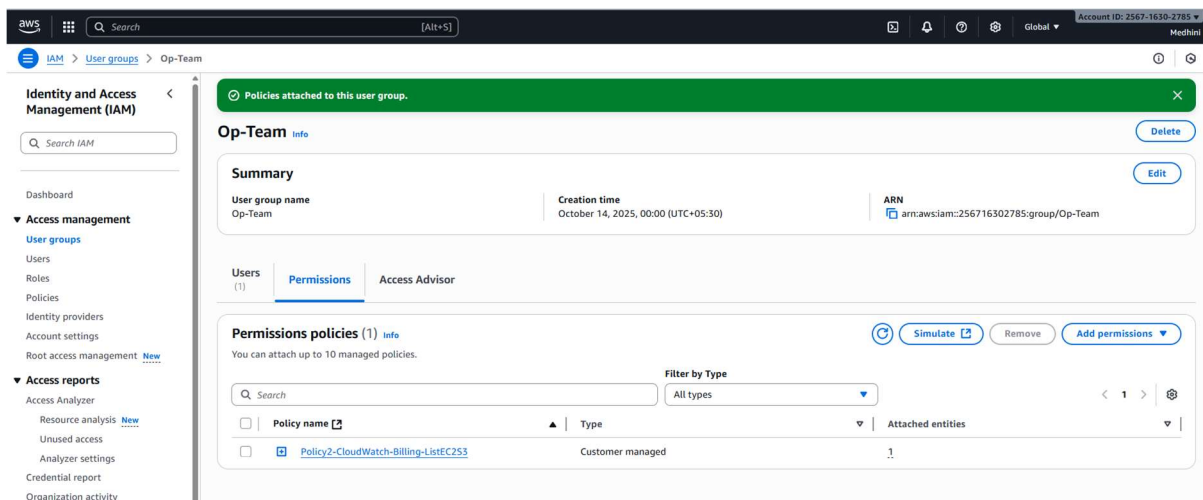 aws
Search
[Alt+S]
Global
Account ID: 2567-1630-2785
Medhini
IAM > User groups > Op-Team
Identity and Access Management (IAM)
Search IAM
Dashboard
Access management
User groups
Users
Roles
Policies
Identity providers
Account settings
Root access management New
Access reports
Access Analyzer
Resource analysis New
Unused access
Analyzer settings
Credential report
Organization activity
Policies attached to this user group.
Op-Team Info
Delete
Summary
Edit
User group name
Op-Team
Creation time
October 14, 2025, 00:00 (UTC+05:30)
ARN
arn:aws:iam::256716302785:group/Op-Team
Users (1)
Permissions
Access Advisor
Permissions policies (1) Info
Simulate
Remove
Add permissions
You can attach up to 10 managed policies.
Filter by Type
Search
All types
1
Policy name
Type
Attached entities
Policy2-CloudWatch-Billing-ListEC2S3
Customer managed
1